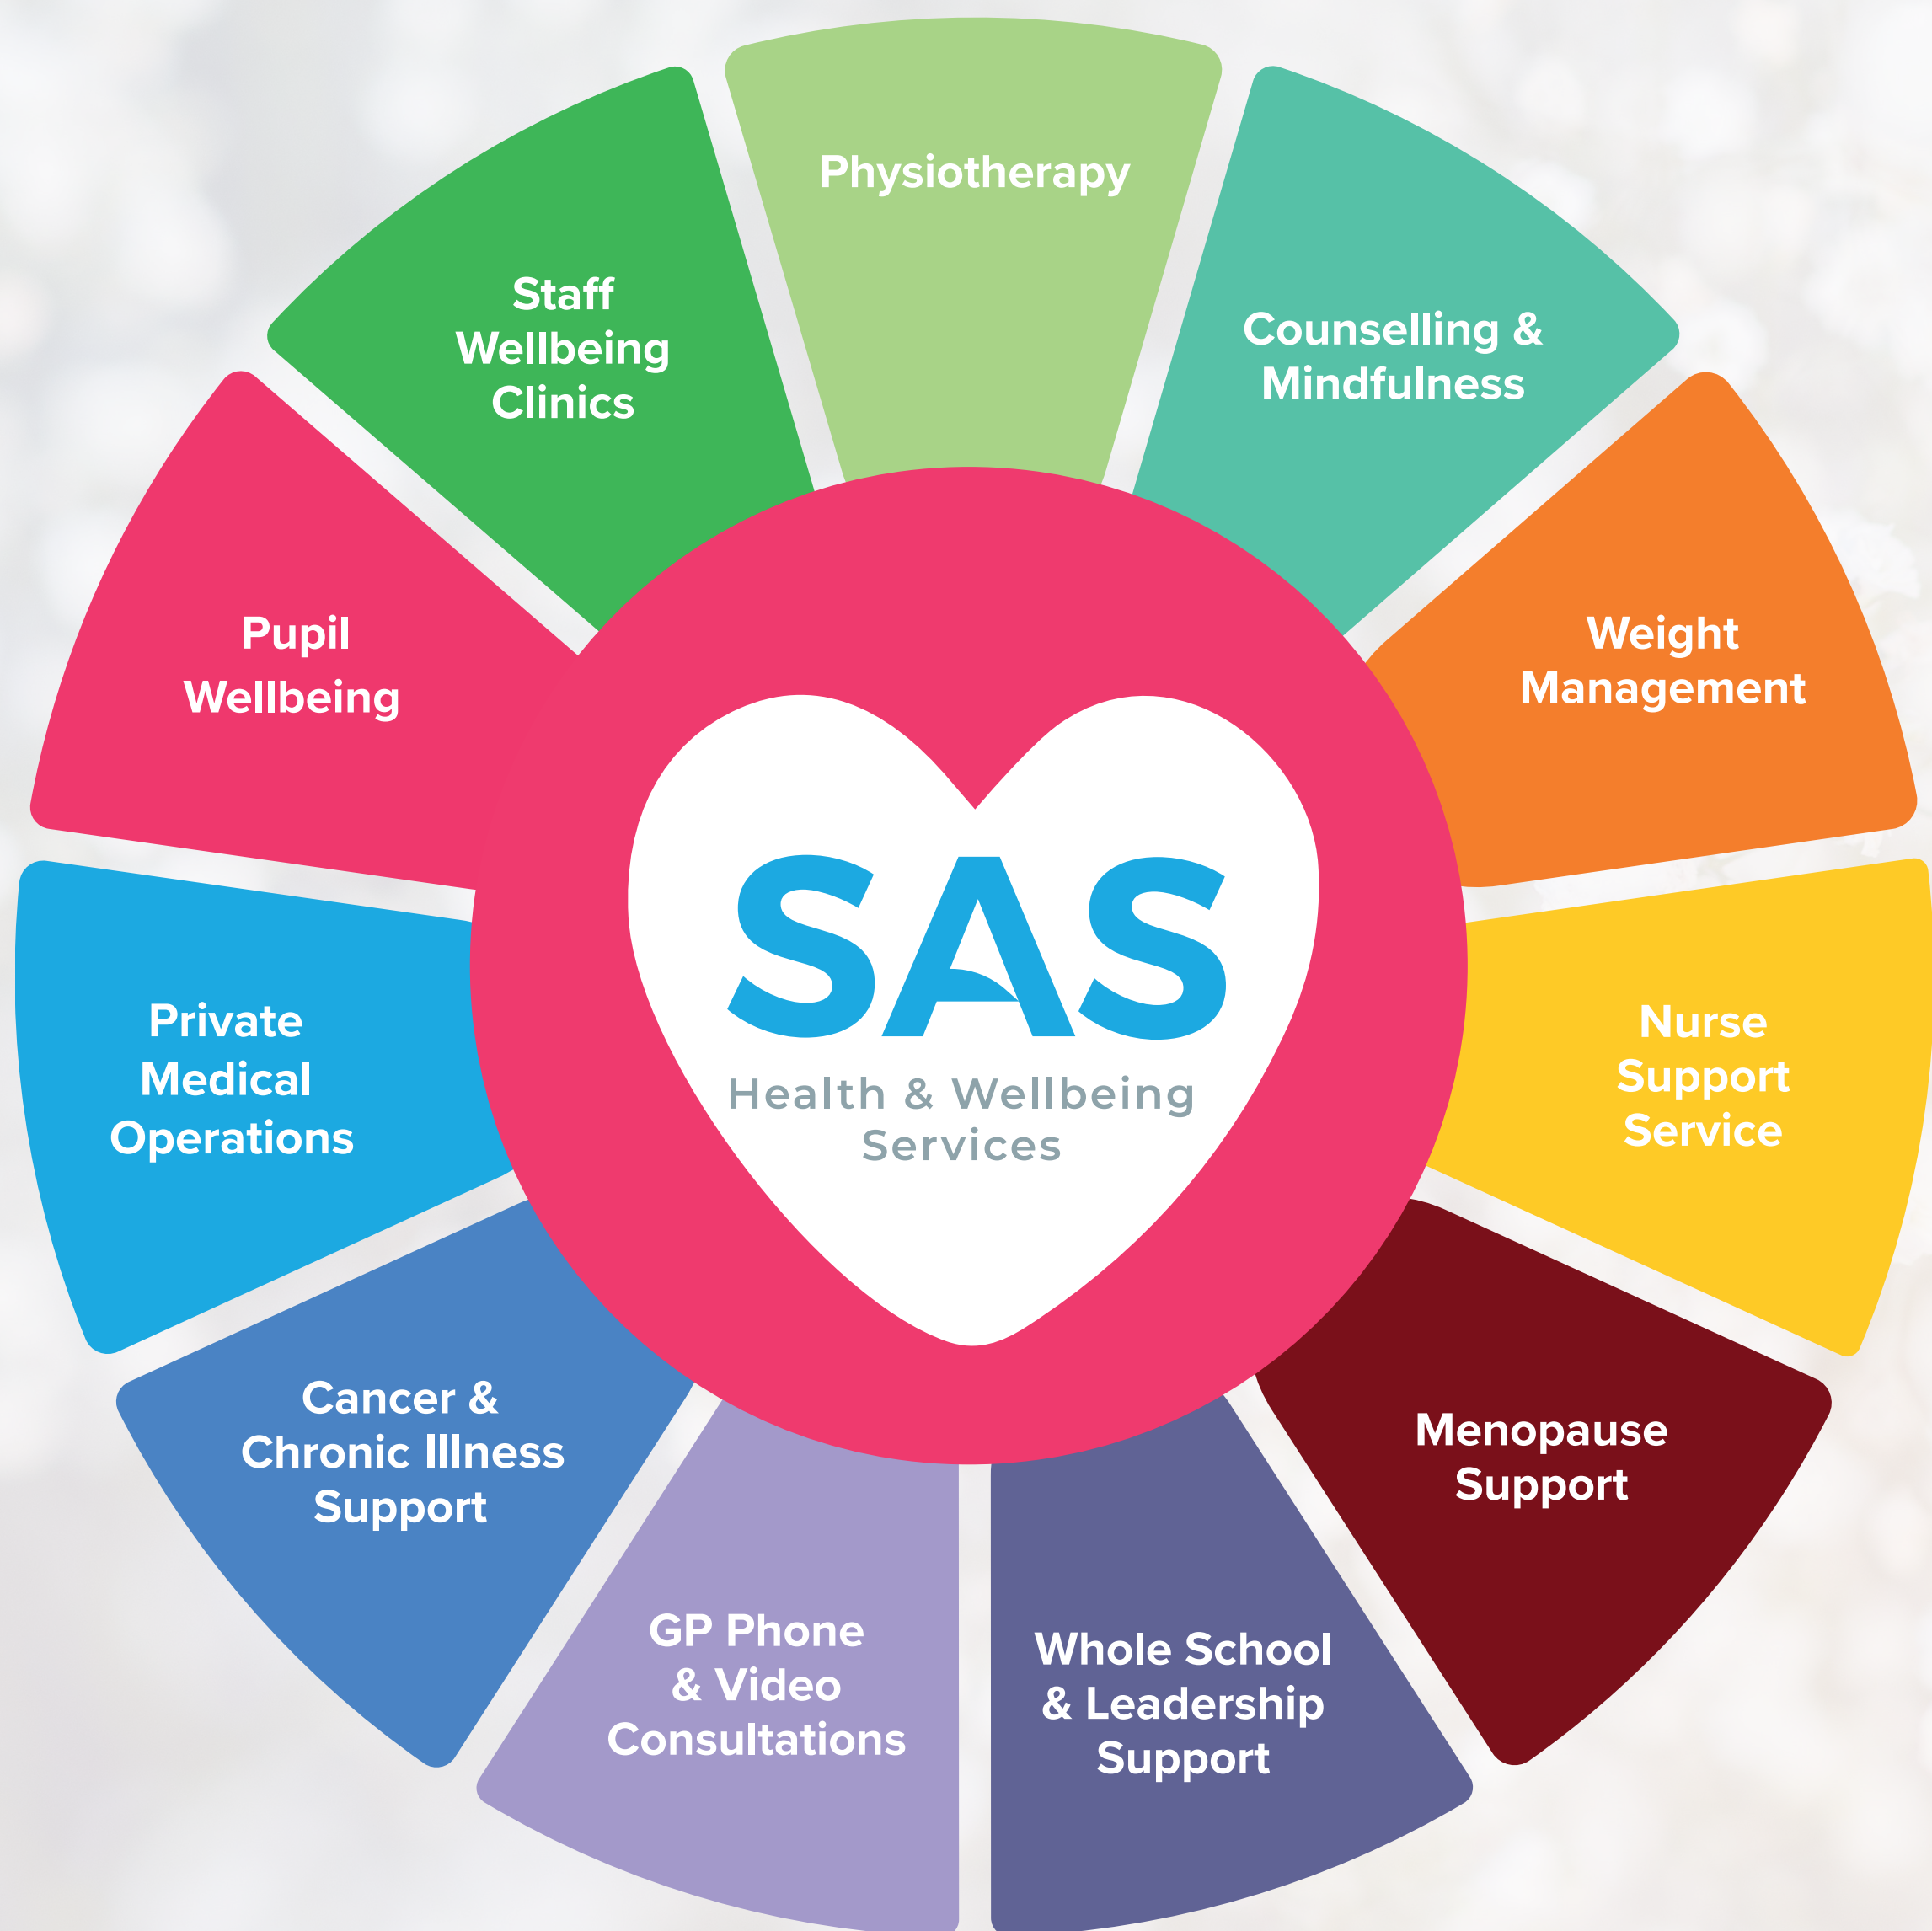 Physiotherapy
Counselling &
Mindfulness
Weight
Management
Nurse
Support
Service
Menopause
Support
Whole School
& Leadership
Support
GP Phone
& Video
Consultations
Cancer &
Chronic Illness
Support
Private
Medical
Operations
Pupil
Wellbeing
Staff
Wellbeing
Clinics
SAS
Health & Wellbeing
Services